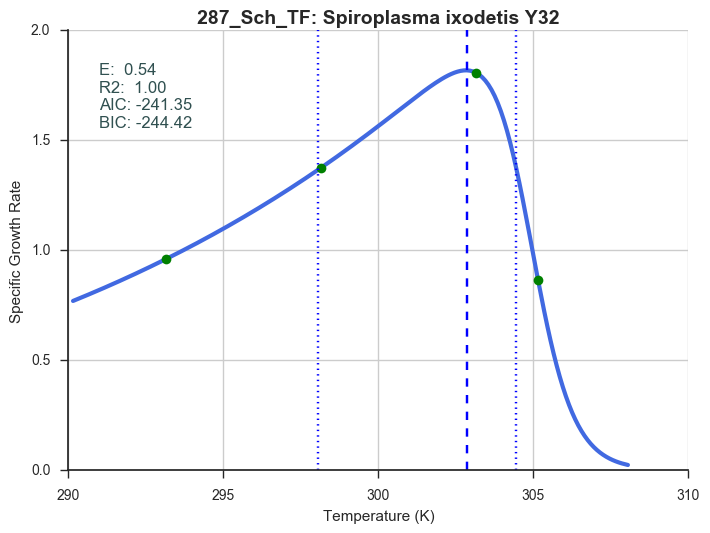 287_Sch_TF: Spiroplasma ixodetis Y32
E:  0.54
R2:  1.00
AIC: -241.35
BIC: -244.42
2.0
1.5
1.0
0.5
0.0
Specific Growth Rate
290
295
300
305
310
Temperature (K)